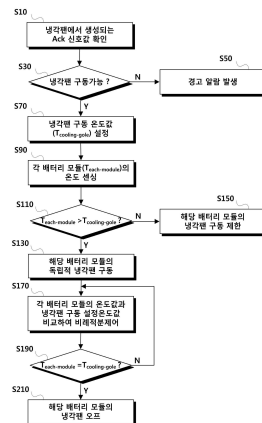 S10
냉각팬에서 생성되는
Ack 신호값 확인
S30
냉각팬 구동가능 ?
N
S50
경고 알람 발생
Y
S70
냉각팬 구동 온도값
(Tcooling-gole) 설정
S90
각 배터리 모듈(Teach-module)의
온도 센싱
S110
Teach-module >Tcooling-gole ?
N
S150
해당 배터리 모듈의
냉각팬 구동 제한
Y
S130
해당 배터리 모듈의
독립적 냉각팬 구동
S170
각 배터리 모듈의 온도값과
냉각팬 구동 설정온도값
비교하여 비례적분제어
S190
Teach-module =Tcooling-gole ?
N
Y
S210
해당 배터리 모듈의
냉각팬 오프